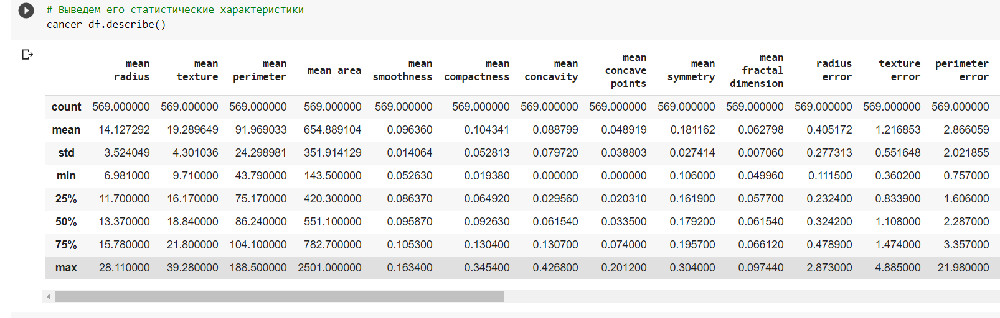 # Выведем его статистические характеристики
cancer_df.describe()
mean radius mean texture mean perimeter mean area mean smoothness mean compactness mean concavity mean concave points mean symmetry mean fractal dimension radius error texture error perimeter error
count 569.000000 569.000000 569.000000 569.000000 569.000000 569.000000 569.000000 569.000000 569.000000 569.000000 569.000000 569.000000 569.000000
mean 14.127292 19.289649 91.969033 654.889104 0.096360 0.104341 0.088799 0.048919 0.181162 0.062798 0.405172 1.216853 2.866059
std 3.524049 4.301036 24.298981 351.914129 0.014064 0.052813 0.079720 0.038803 0.027414 0.007060 0.277313 0.551648 2.021855
min 6.981000 9.710000 43.790000 143.500000 0.052630 0.019380 0.000000 0.000000 0.106000 0.049960 0.111500 0.360200 0.757000
25% 11.700000 16.170000 75.170000 420.300000 0.086370 0.064920 0.029560 0.020310 0.161900 0.057700 0.232400 0.833900 1.606000
50% 13.370000 18.840000 86.240000 551.100000 0.095870 0.092630 0.061540 0.033500 0.179200 0.061540 0.324200 1.108000 2.287000
75% 15.780000 21.800000 104.100000 782.700000 0.105300 0.130400 0.130700 0.074000 0.195700 0.066120 0.478900 1.474000 3.357000
max 28.110000 39.280000 188.500000 2501.000000 0.163400 0.345400 0.426800 0.201200 0.304000 0.097440 2.873000 4.885000 21.980000